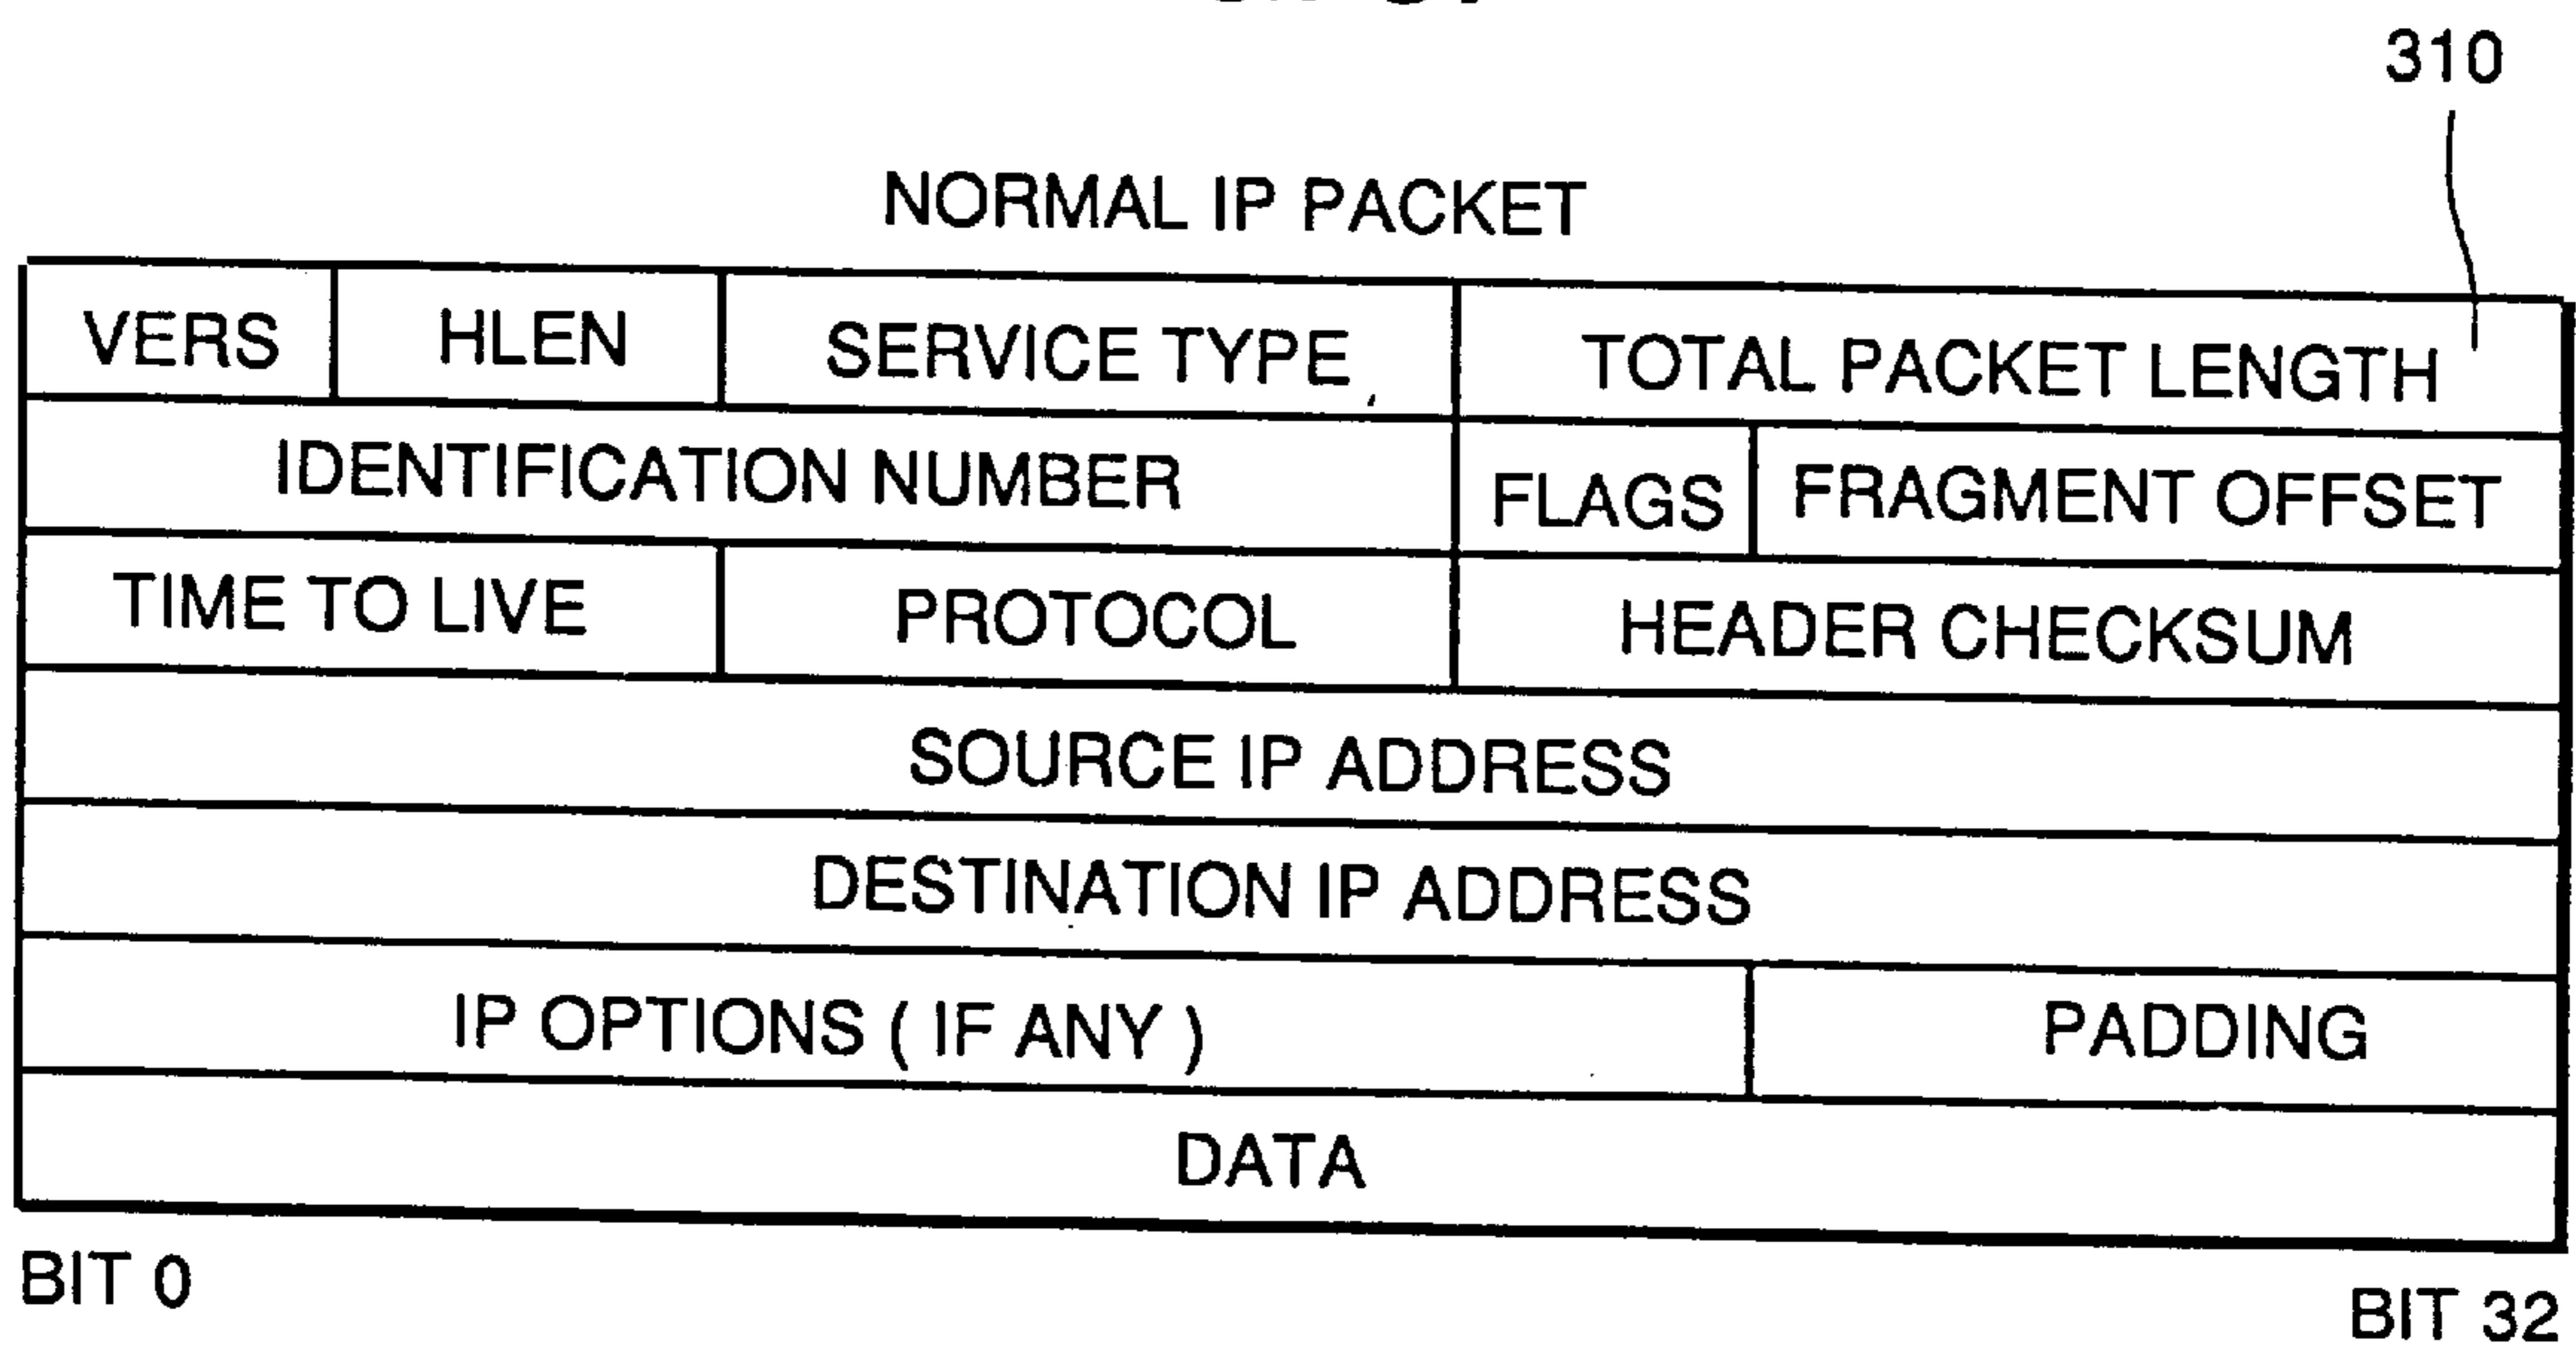 310
NORMAL IP PACKET
VERS HLEN SERVICE TYPE TOTAL PACKET LENGTH
IDENTIFICATION NUMBER FLAGS FRAGMENT OFFSET
TIME TO LIVE PROTOCOL HEADER CHECKSUM
SOURCE IP ADDRESS
DESTINATION IP ADDRESS
IP OPTIONS ( IF ANY ) PADDING
DATA
BIT 0 BIT 32